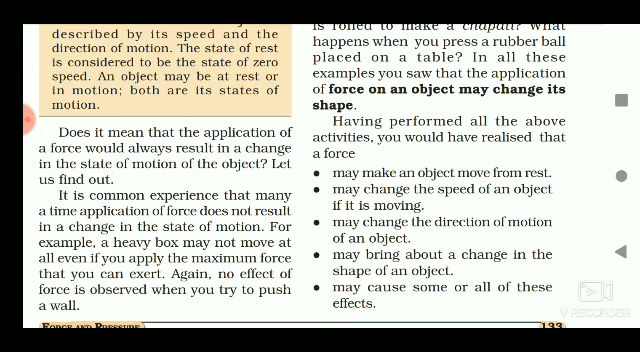 described by its speed and the
direction of motion. The state of rest
is considered to be the state of zero
speed. An object may be at rest or
in motion; both are its states of
motion.
Does it mean that the application of
a force would always result in a change
in the state of motion of the object? Let
us find out.
It is common experience that many
a time application of force does not result
in a change in the state of motion. For
example, a heavy box may not move at
all even if you apply the maximum force
that you can exert. Again, no effect of
force is observed when you try to push
a wall.
is rolled to make a chapati? What
happens when you press a rubber ball
placed on a table? In all these
examples you saw that the application
of force on an object may change its
shape.
Having performed all the above
activities, you would have realised that
a force
• may make an object move from rest.
• may change the speed of an object
if it is moving.
• may change the direction of motion
of an object.
• may bring about a change in the
shape of an object.
• may cause some or all of these
effects.
FORCE AND PRESSURE
133
V RECORDER